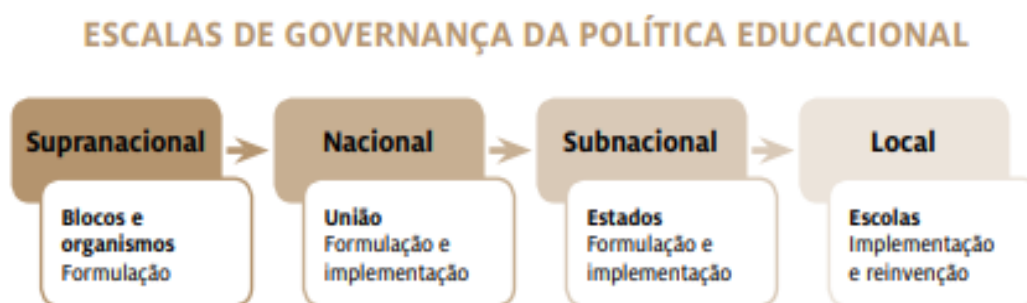 ESCALAS DE GOVERNANÇA DA POLÍTICA EDUCACIONAL
Supranacional
Blocos e
organismos
Formulação
Nacional
União
Formulação e
implementação
Subnacional
Estados
Formulação e
implementação
Local
Escolas
Implementação
e reinvenção